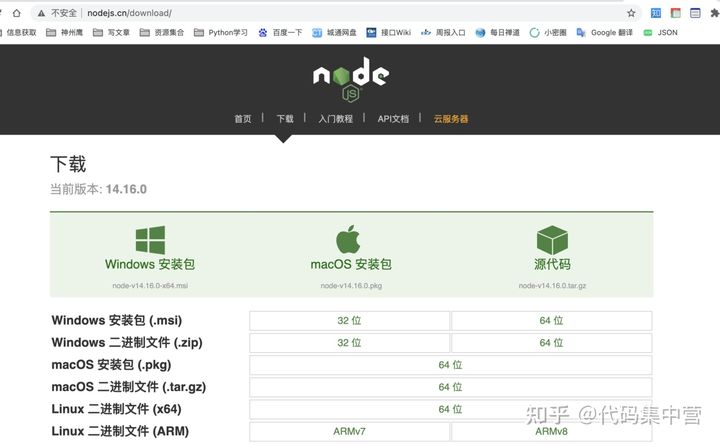 不安全 | nodejs.cn/download/
信息获取 神州鹰 写文章 资源集合 Python学习 百度一下 城通网盘 接口Wiki 周报入口 每日禅道 小密圈 Google 翻译 JSON
node
JS
首页 | 下载 | 入门教程 | API文档 | 云服务器
下载
当前版本: 14.16.0
Windows 安装包 macOS 安装包 源代码
node-v14.16.0-x64.msi node-v14.16.0.pkg node-v14.16.0.tar.gz
Windows 安装包 (.msi) 32 位 64 位
Windows 二进制文件 (.zip) 32 位 64 位
macOS 安装包 (.pkg) 64 位
macOS 二进制文件 (.tar.gz) 64 位
Linux 二进制文件 (x64) 64 位
Linux 二进制文件 (ARM) ARMv7 ARMv8
知乎 @代码集中营